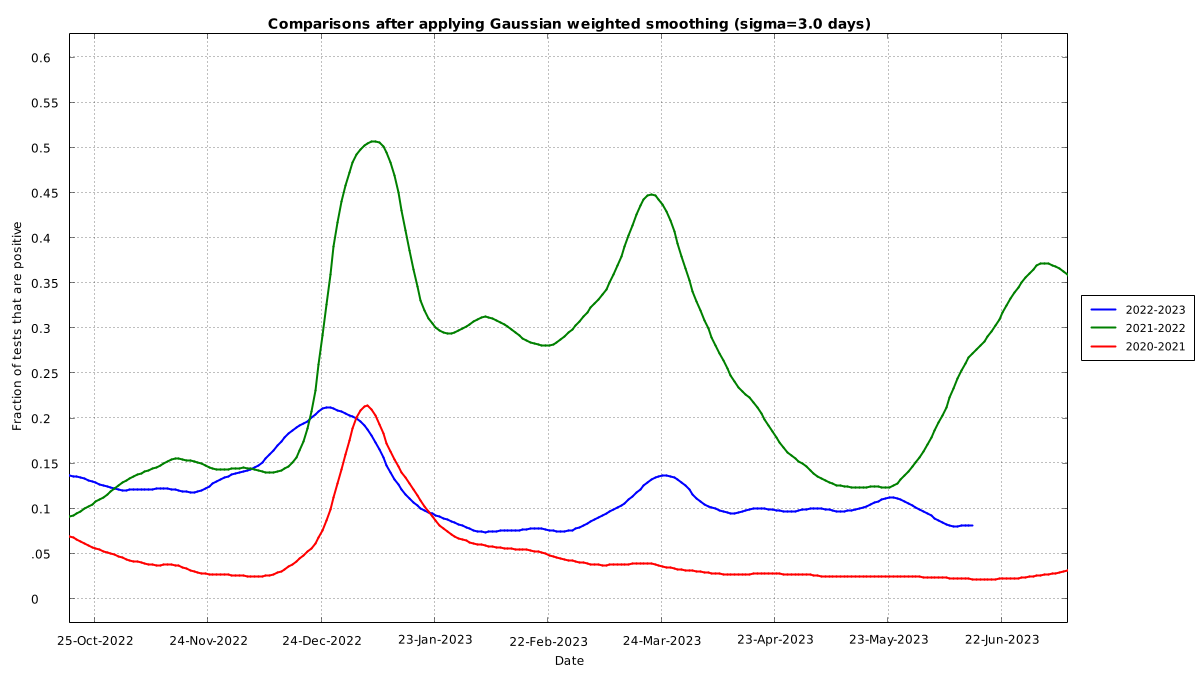 Comparisons after applying Gaussian weighted smoothing (sigma=3.0 days)
0.6
0.55
0.5
0.45
0.4
0.35
0.3
0.25
0.2
0.15
0.1
.05
0
Fraction of tests that are positive
25-Oct-2022
24-Nov-2022
24-Dec-2022
23-Jan-2023
22-Feb-2023
24-Mar-2023
23-Apr-2023
23-May-2023
22-Jun-2023
Date
2022-2023
2021-2022
2020-2021